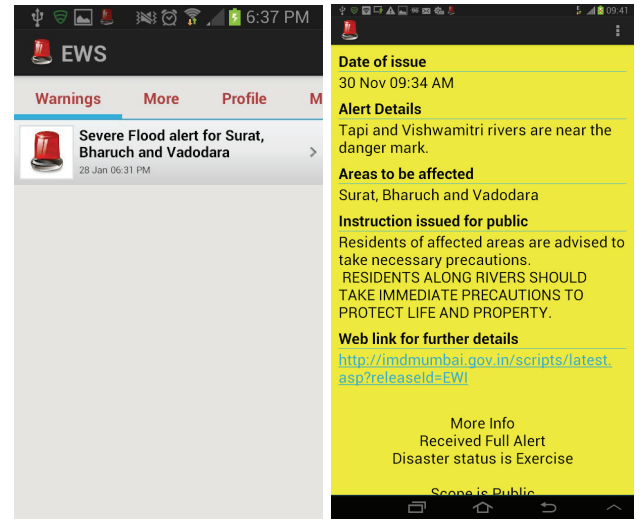 6:37 PM
EWS
Warnings More Profile M
Severe Flood alert for Surat,
Bharuch and Vadodara
28 Jan 06:31 PM
09:41
Date of issue
30 Nov 09:34 AM
Alert Details
Tapi and Vishwamitri rivers are near the
danger mark.
Areas to be affected
Surat, Bharuch and Vadodara
Instruction issued for public
Residents of affected areas are advised to
take necessary precautions.
RESIDENTS ALONG RIVERS SHOULD
TAKE IMMEDIATE PRECAUTIONS TO
PROTECT LIFE AND PROPERTY.
Web link for further details
http://imdmumbai.gov.in/scripts/latest.
asp?releaseId=EWI
More Info
Received Full Alert
Disaster status is Exercise
Scope is Public